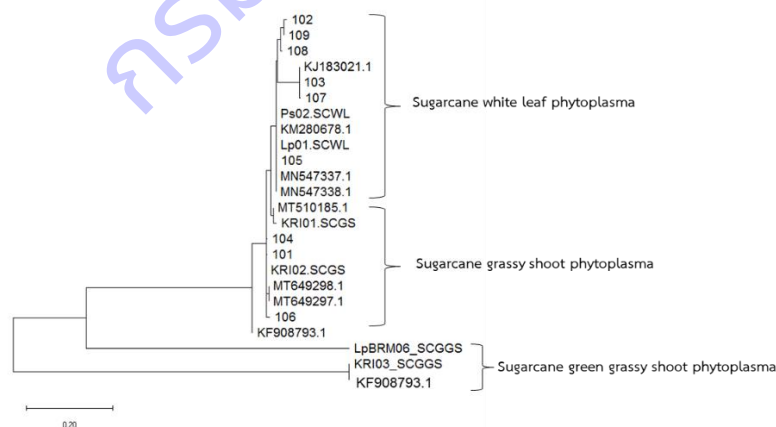 102
109
108
KJ183021.1
103
107
Ps02.SCWL
KM280678.1
Lp01.SCWL
105
MN547337.1
MN547338.1
Sugarcane white leaf phytoplasma
MT510185.1
KRI01.SCGS
104
101
KRI02.SCGS
MT649298.1
MT649297.1
106
KF908793.1
Sugarcane grassy shoot phytoplasma
LpBRM06_SCGGS
KRI03_SCGGS
KF908793.1
Sugarcane green grassy shoot phytoplasma
0.20